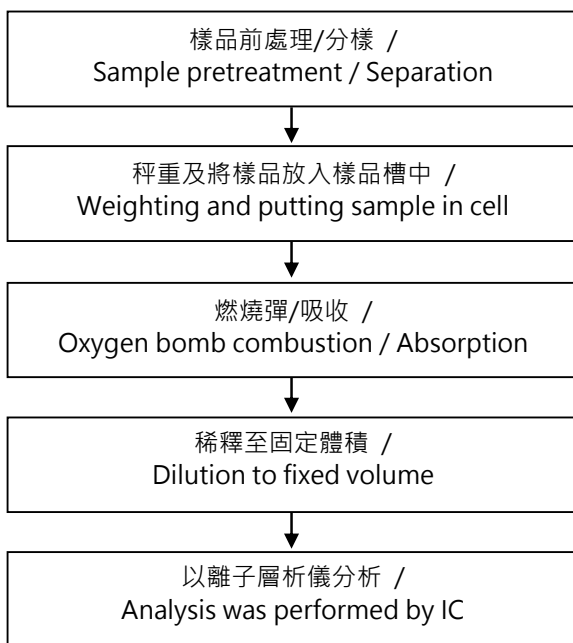 樣品前處理/分樣 /
Sample pretreatment / Separation
秤重及將樣品放入樣品槽中 /
Weighting and putting sample in cell
燃燒彈/吸收 /
Oxygen bomb combustion / Absorption
稀釋至固定體積 /
Dilution to fixed volume
以離子層析儀分析 /
Analysis was performed by IC